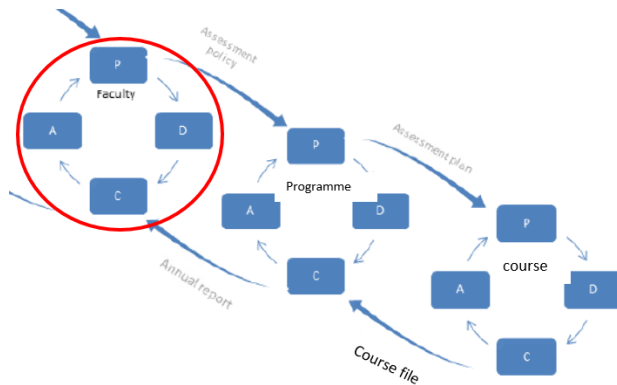 P
Faculty
A
D
C
Assessment
policy
P
Programme
A
D
C
Assessment plan
Annual report
P
course
A
D
C
Course file